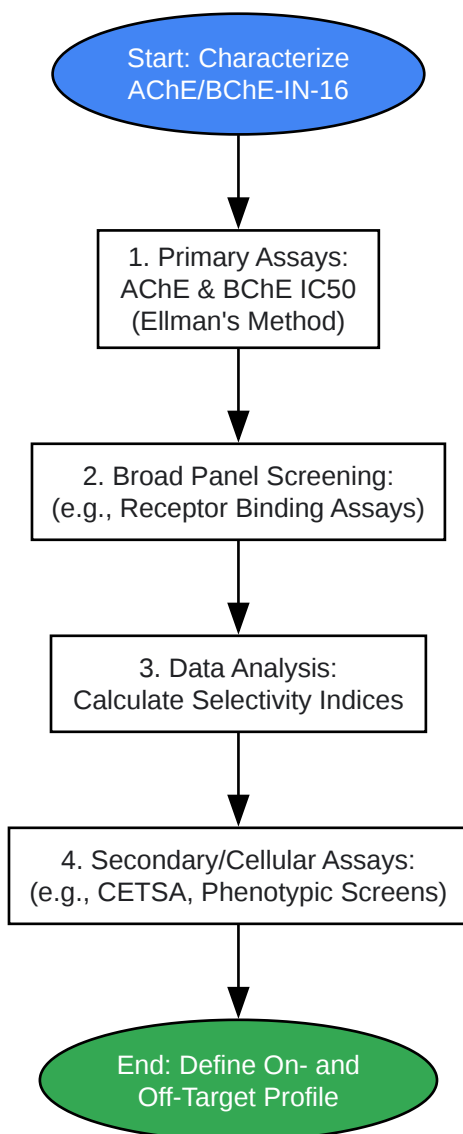 Start: Characterize
AChE/BChE-IN-16
1. Primary Assays:
AChE & BChE IC50
(Ellman's Method)
2. Broad Panel Screening:
(e.g., Receptor Binding Assays)
3. Data Analysis:
Calculate Selectivity Indices
4. Secondary/Cellular Assays:
(e.g., CETSA, Phenotypic Screens)
End: Define On- and
Off-Target Profile